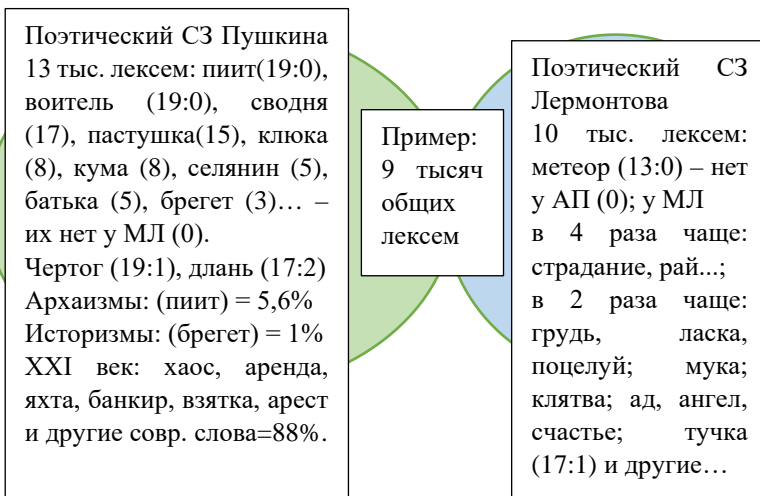 Поэтический СЗ Пушкина
13 тыс. лексем: пиит(19:0),
воитель (19:0), сводня
(17), пастушка(15), клюка
(8), кума (8), селянин (5),
батька (5), брегет (3)… –
их нет у МЛ (0).
Чертог (19:1), длань (17:2)
Архаизмы: (пиит) = 5,6%
Историзмы: (брегет) = 1%
XXI век: хаос, аренда,
яхта, банкир, взятка, арест
и другие совр. слова=88%.
Пример:
9 тысяч
общих
лексем
Поэтический СЗ
Лермонтова
10 тыс. лексем:
метеор (13:0) – нет
у АП (0); у МЛ
в 4 раза чаще:
страдание, рай...;
в 2 раза чаще:
грудь, ласка,
поцелуй; мука;
клятва; ад, ангел,
счастье; тучка
(17:1) и другие…